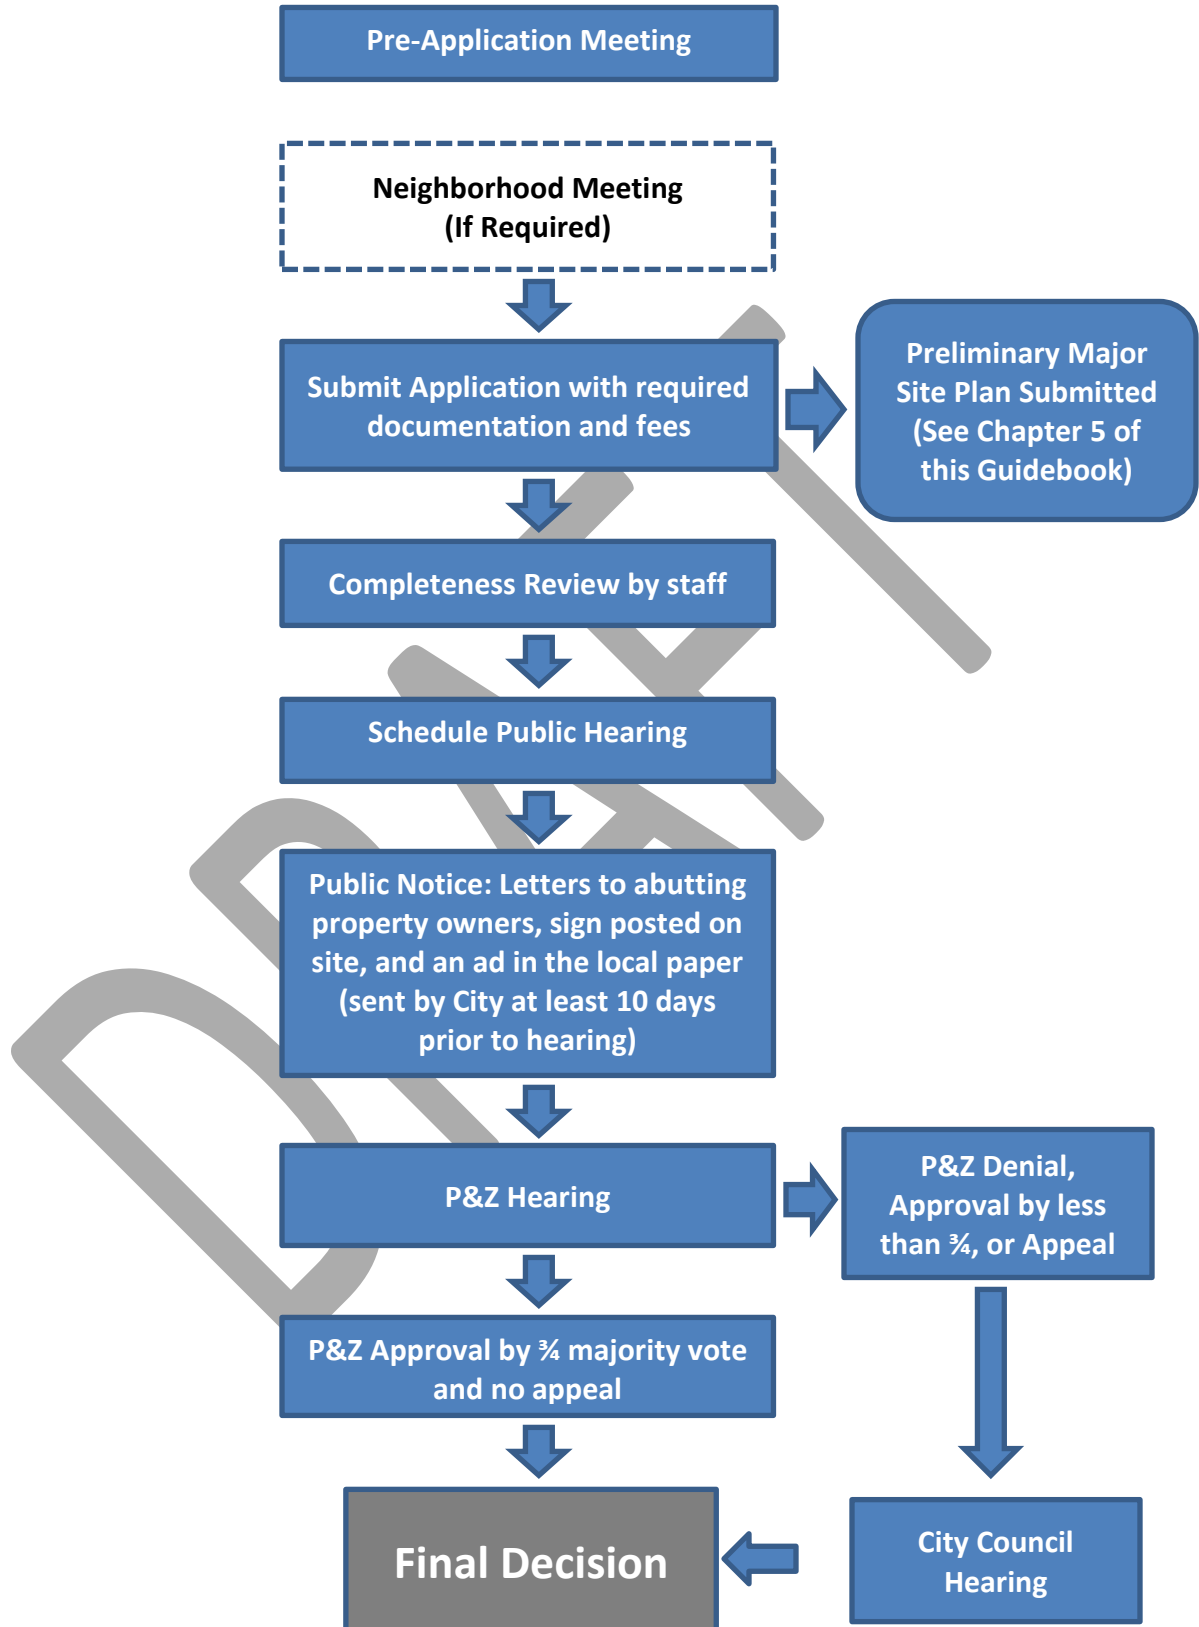 Pre-Application Meeting
Neighborhood Meeting
(If Required)
Submit Application with required
documentation and fees
Preliminary Major
Site Plan Submitted
(See Chapter 5 of
this Guidebook)
Completeness Review by staff
Schedule Public Hearing
Public Notice: Letters to abutting
property owners, sign posted on
site, and an ad in the local paper
(sent by City at least 10 days
prior to hearing)
P&Z Hearing
P&Z Denial,
Approval by less
than ¾, or Appeal
P&Z Approval by ¾ majority vote
and no appeal
Final Decision
City Council
Hearing
DRAFT